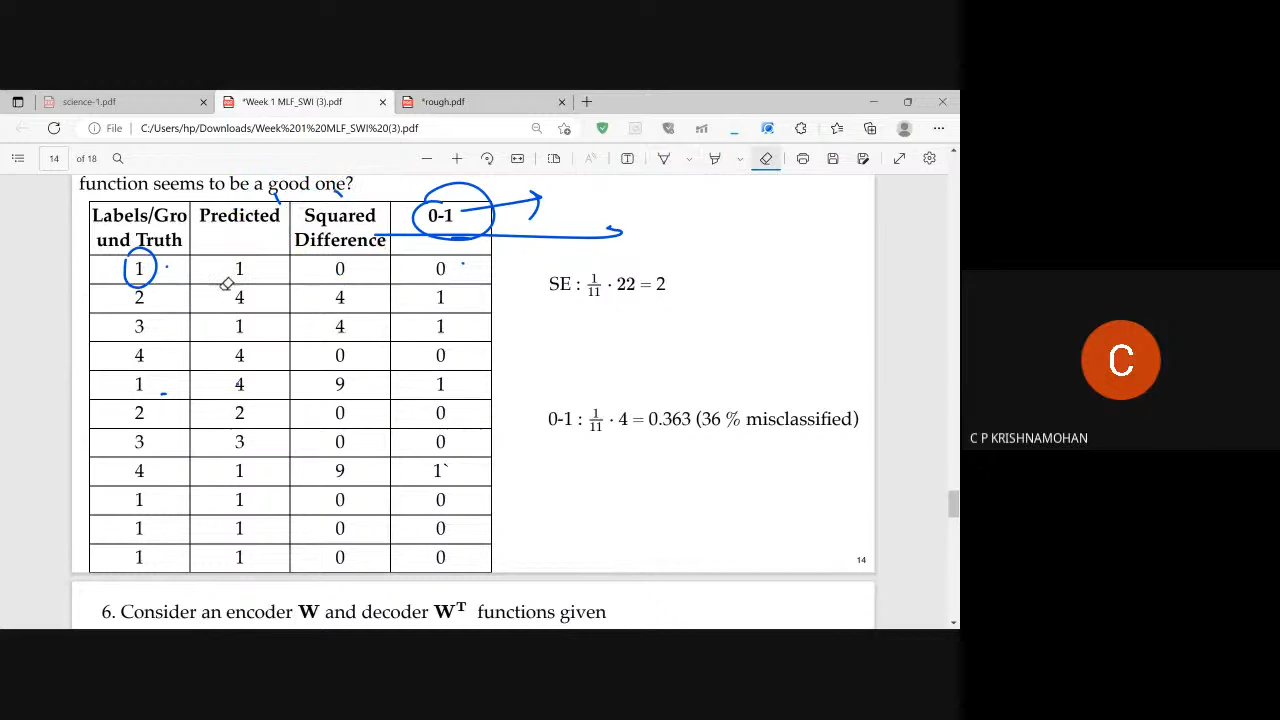 science-1.pdf
*Week 1 MLF_SWI (3).pdf
*rough.pdf
File
C:/Users/hp/Downloads/Week%201%20MLF_SWI%20(3).pdf
14 of 18
function seems to be a good one?
Labels/Gro Predicted Squared 0-1
und Truth Difference
1 1 0 0
2 4 4 1
3 1 4 1
4 4 0 0
1 4 9 1
2 2 0 0
3 3 0 0
4 1 9 1`
1 1 0 0
1 1 0 0
1 1 0 0
SE : 1/11 · 22 = 2
0-1 : 1/11 · 4 = 0.363 (36 % misclassified)
14
6. Consider an encoder W and decoder W^T functions given
C
C P KRISHNAMOHAN